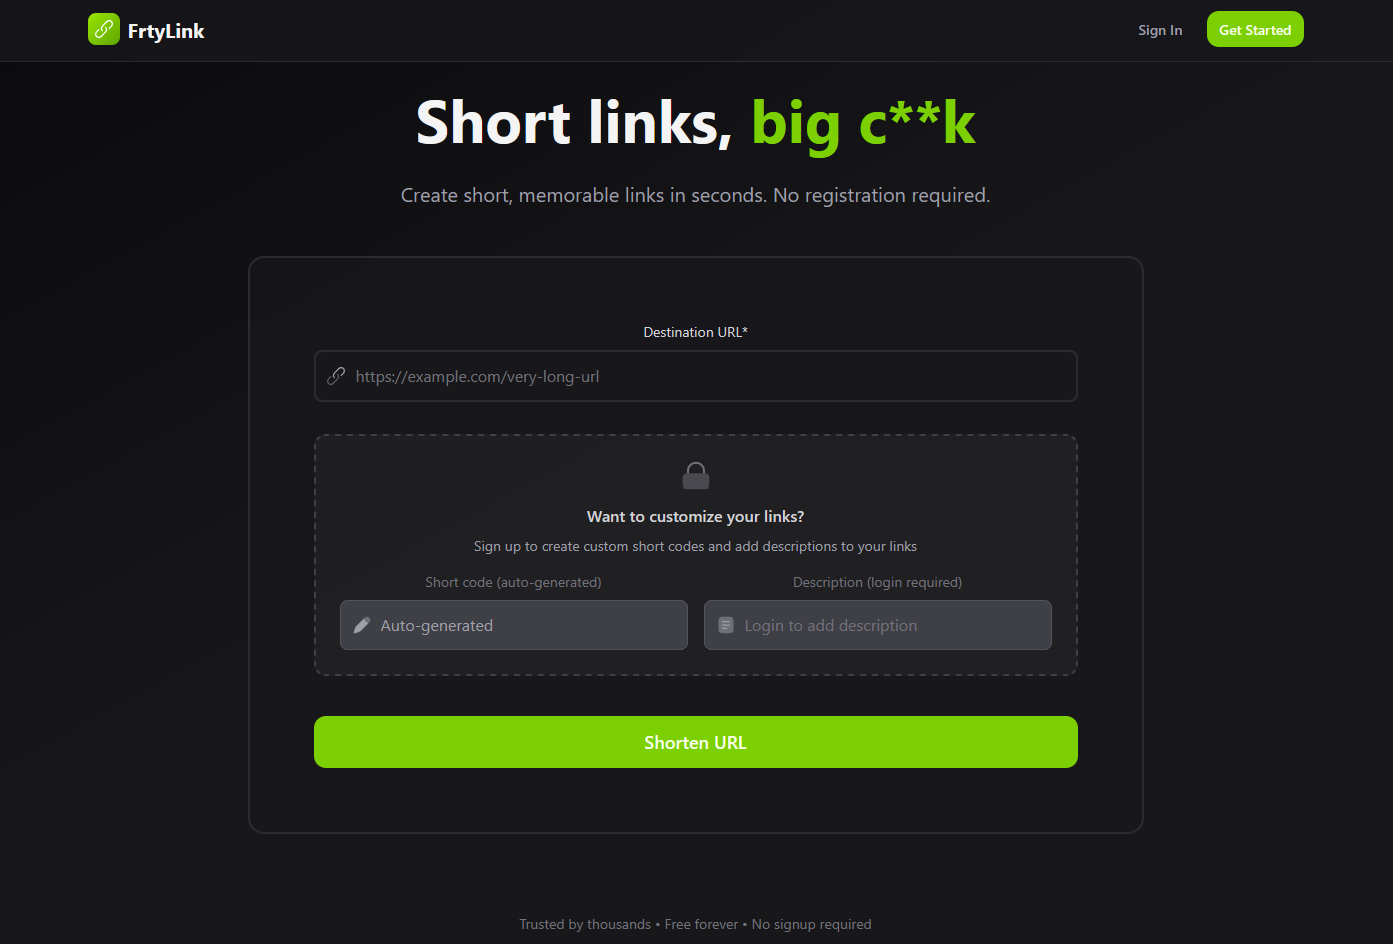 FrtyLink
Sign In
Get Started
Short links, big c**k
Create short, memorable links in seconds. No registration required.
Destination URL*
https://example.com/very-long-url
Want to customize your links?
Sign up to create custom short codes and add descriptions to your links
Short code (auto-generated)
Description (login required)
Auto-generated
Login to add description
Shorten URL
Trusted by thousands • Free forever • No signup required